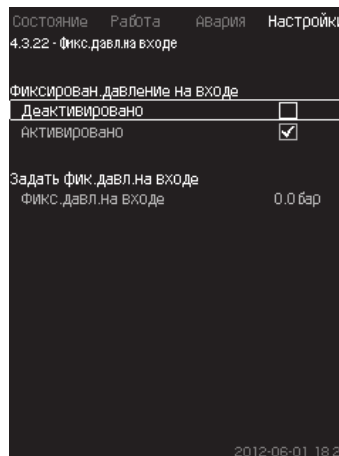 Состояние Работа Авария Настройки
4.3.22 - Фикс.давл.на входе
Фиксирован.давление на входе
Деактивировано
Активировано
Задать фик.давл.на входе
Фикс.давл.на входе 0.0 бар
2012-06-01 18:2